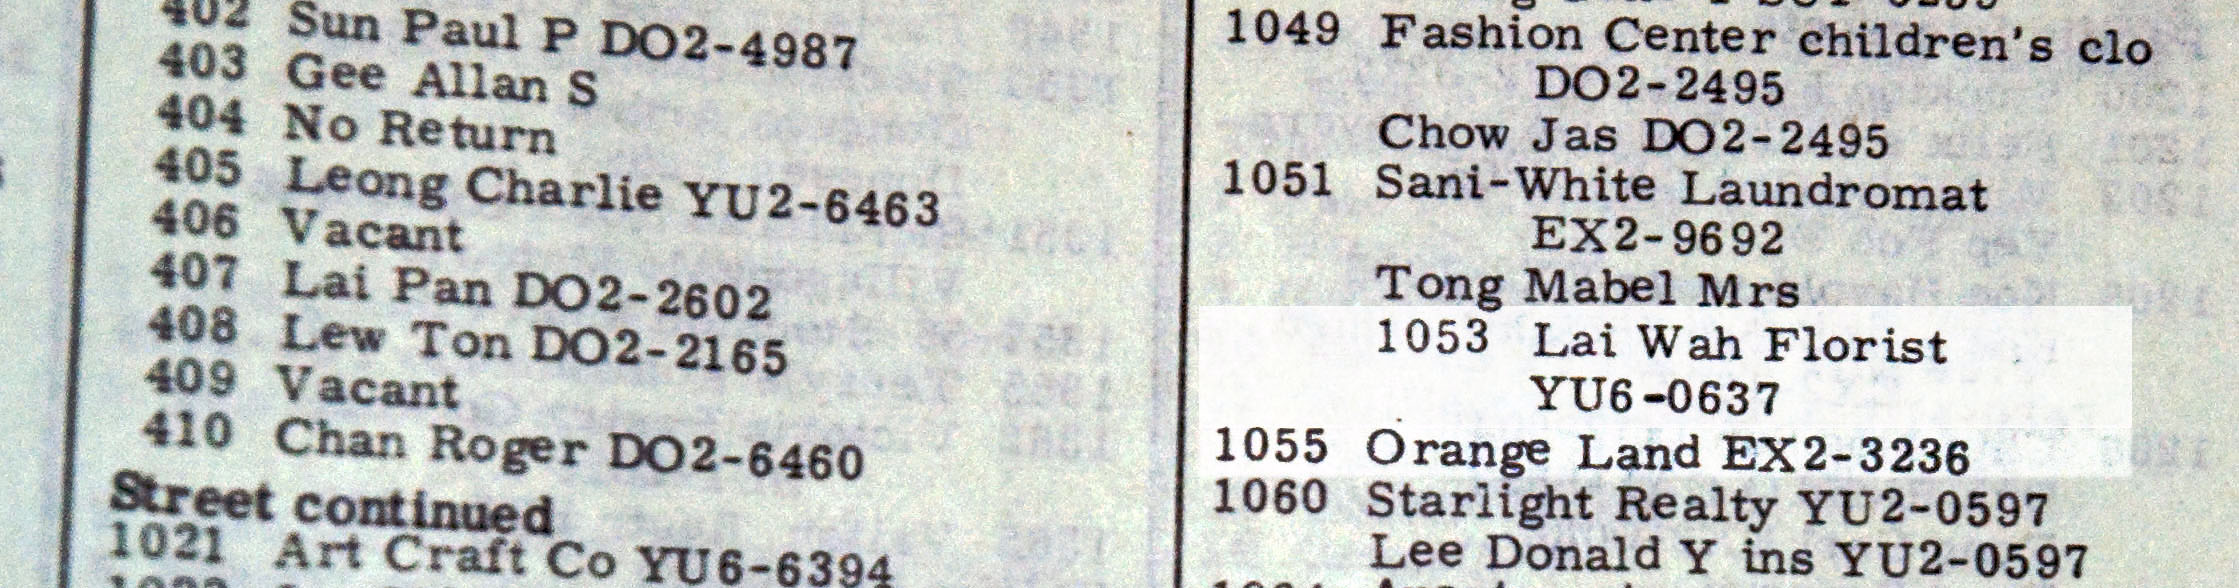 402 Sun Paul P DO2-4987
403 Gee Allan S
404 No Return
405 Leong Charlie YU2-6463
406 Vacant
407 Lai Pan DO2-2602
408 Lew Ton DO2-2165
409 Vacant
410 Chan Roger DO2-6460
Street continued
1021 Art Craft Co YU6-6394
1049 Fashion Center children's clo
DO2-2495
Chow Jas DO2-2495
1051 Sani-White Laundromat
EX2-9692
Tong Mabel Mrs
1053 Lai Wah Florist
YU6-0637
1055 Orange Land EX2-3236
1060 Starlight Realty YU2-0597
Lee Donald Y ins YU2-0597